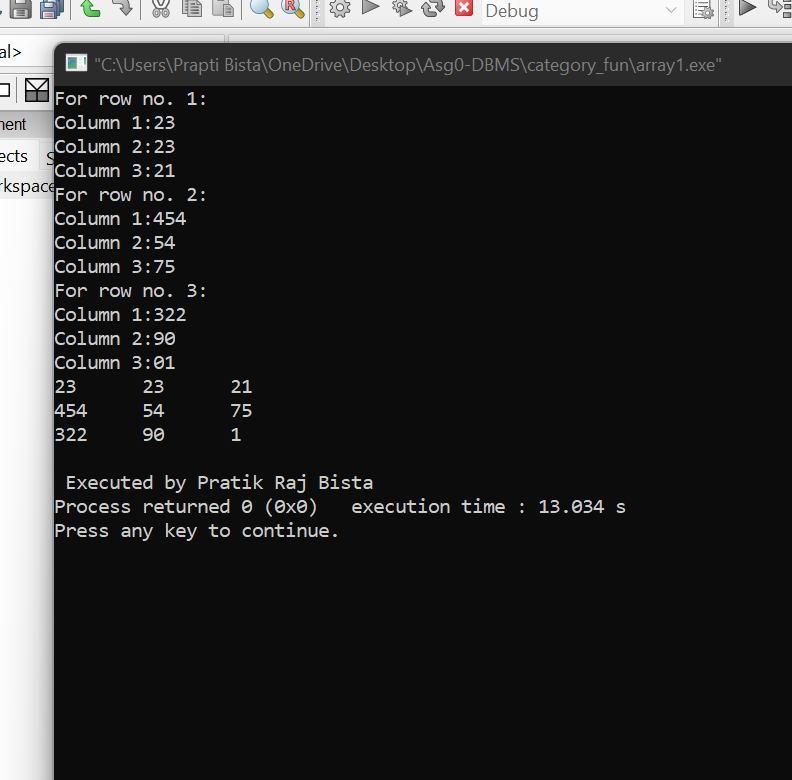 Debug
al>
"C:\Users\Prapti Bista\OneDrive\Desktop\Asg0-DBMS\category_fun\array1.exe"
nent
ects S
rkspace
For row no. 1:
Column 1:23
Column 2:23
Column 3:21
For row no. 2:
Column 1:454
Column 2:54
Column 3:75
For row no. 3:
Column 1:322
Column 2:90
Column 3:01
23 23 21
454 54 75
322 90 1
Executed by Pratik Raj Bista
Process returned 0 (0x0) execution time : 13.034 s
Press any key to continue.